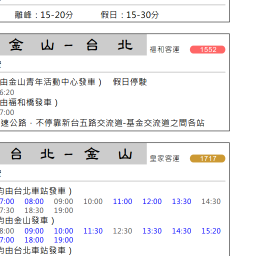 離峰：15-20分 假日：15-30分
金 山 – 台 北 福和客運 1552
由金山青年活動中心發車） 假日停駛
6:20
由福和橋發車）
7:00
速公路，不停靠新台五路交流道-基金交流道之間各站
台 北 – 金 山 皇家客運 1717
均由台北車站發車）
7:00 08:00 09:00 10:00 11:00 12:00 13:30 14:30
7:30 18:30 19:00
均由金山發車）
8:00 09:00 10:00 11:30 12:30 13:30 14:30 15:20
7:00 18:00 19:00
均由台北車站發車）